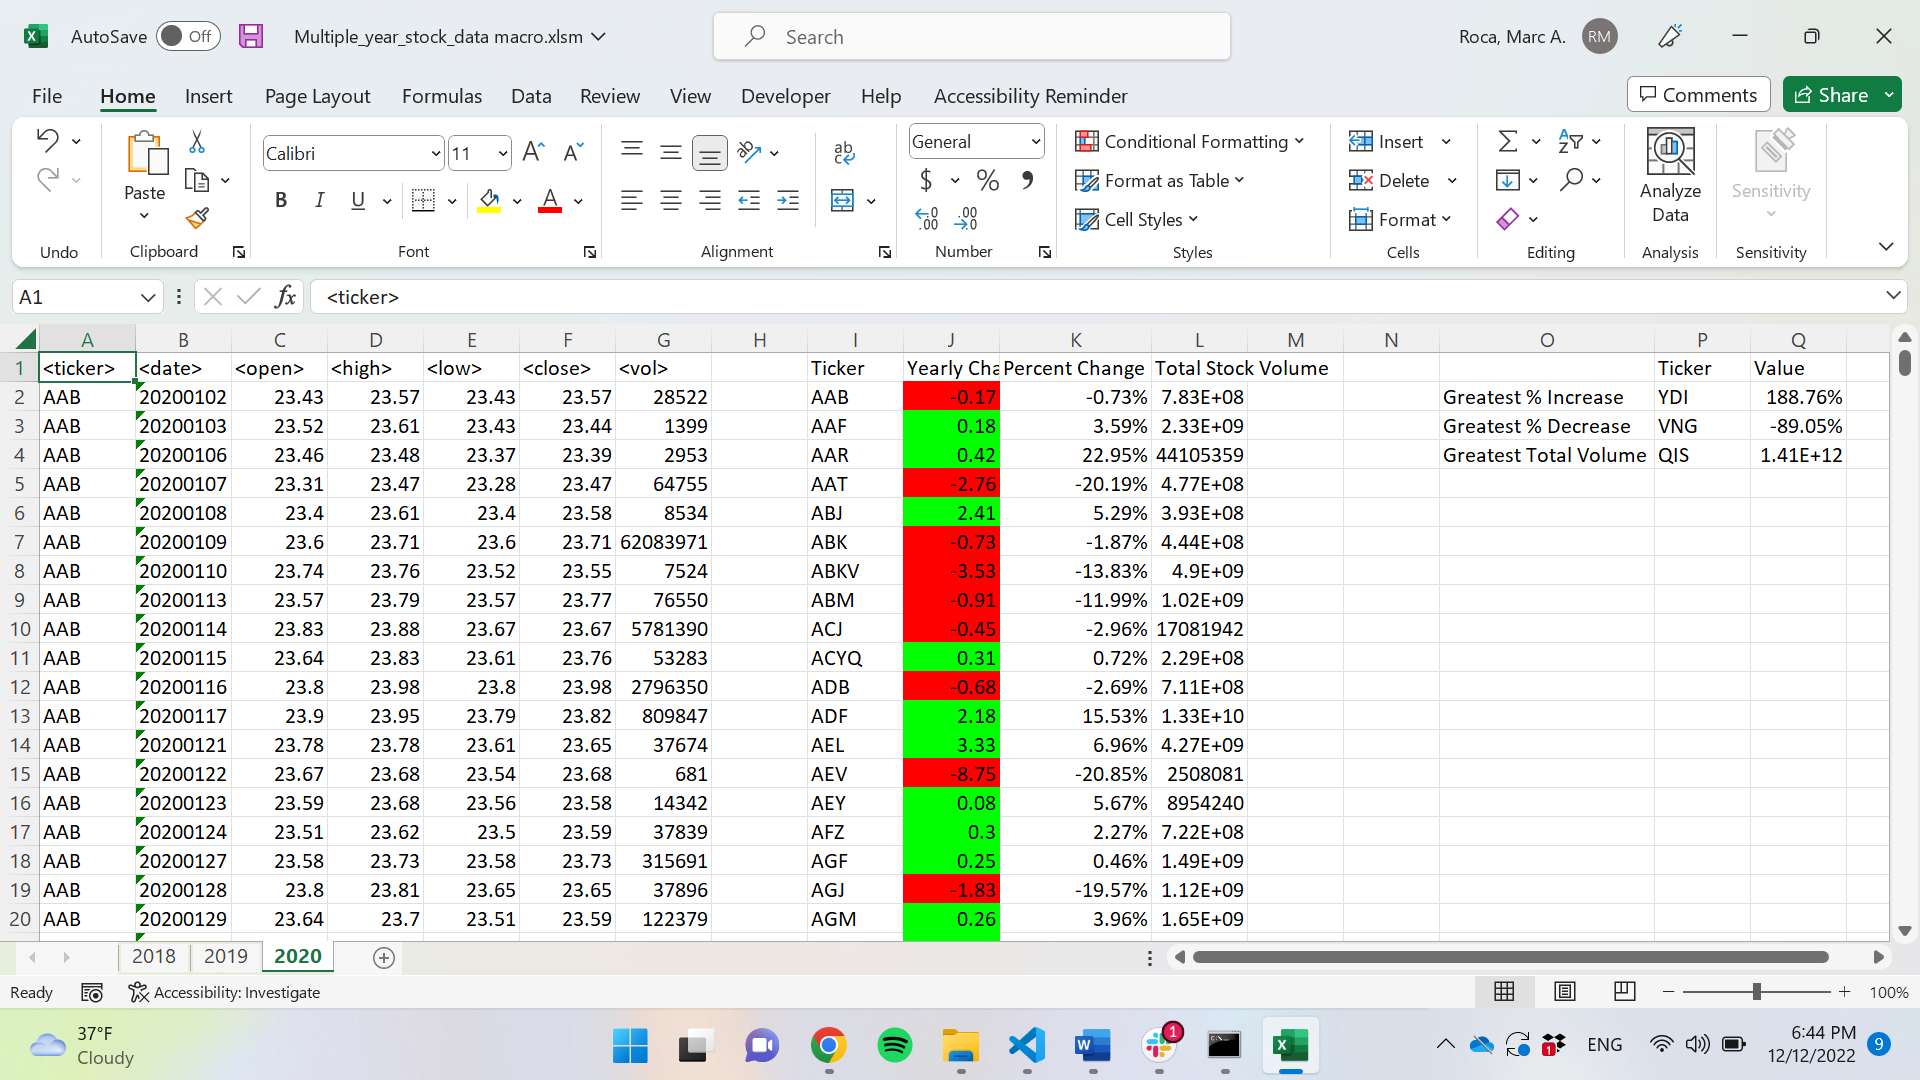 AutoSave Off Multiple_year_stock_data macro.xlsm Search Roca, Marc A. RM
File Home Insert Page Layout Formulas Data Review View Developer Help Accessibility Reminder Comments Share
Paste Calibri 11 General Conditional Formatting Format as Table Cell Styles Insert Delete Format Analyze Data Sensitivity
Undo Clipboard Font Alignment Number Styles Cells Editing Analysis Sensitivity
A1 fx <ticker>
A B C D E F G H I J K L M N O P Q
1 <ticker> <date> <open> <high> <low> <close> <vol> Ticker Yearly Cha Percent Change Total Stock Volume Ticker Value
2 AAB 20200102 23.43 23.57 23.43 23.57 28522 AAB -0.17 -0.73% 7.83E+08 Greatest % Increase YDI 188.76%
3 AAB 20200103 23.52 23.61 23.43 23.44 1399 AAF 0.18 3.59% 2.33E+09 Greatest % Decrease VNG -89.05%
4 AAB 20200106 23.46 23.48 23.37 23.39 2953 AAR 0.42 22.95% 44105359 Greatest Total Volume QIS 1.41E+12
5 AAB 20200107 23.31 23.47 23.28 23.47 64755 AAT -2.76 -20.19% 4.77E+08
6 AAB 20200108 23.4 23.61 23.4 23.58 8534 ABJ 2.41 5.29% 3.93E+08
7 AAB 20200109 23.6 23.71 23.6 23.71 62083971 ABK -0.73 -1.87% 4.44E+08
8 AAB 20200110 23.74 23.76 23.52 23.55 7524 ABKV -3.53 -13.83% 4.9E+09
9 AAB 20200113 23.57 23.79 23.57 23.77 76550 ABM -0.91 -11.99% 1.02E+09
10 AAB 20200114 23.83 23.88 23.67 23.67 5781390 ACJ -0.45 -2.96% 17081942
11 AAB 20200115 23.64 23.83 23.61 23.76 53283 ACYQ 0.31 0.72% 2.29E+08
12 AAB 20200116 23.8 23.98 23.8 23.98 2796350 ADB -0.68 -2.69% 7.11E+08
13 AAB 20200117 23.9 23.95 23.79 23.82 809847 ADF 2.18 15.53% 1.33E+10
14 AAB 20200121 23.78 23.78 23.61 23.65 37674 AEL 3.33 6.96% 4.27E+09
15 AAB 20200122 23.67 23.68 23.54 23.68 681 AEV -8.75 -20.85% 2508081
16 AAB 20200123 23.59 23.68 23.56 23.58 14342 AEY 0.08 5.67% 8954240
17 AAB 20200124 23.51 23.62 23.5 23.59 37839 AFZ 0.3 2.27% 7.22E+08
18 AAB 20200127 23.58 23.73 23.58 23.73 315691 AGF 0.25 0.46% 1.49E+09
19 AAB 20200128 23.8 23.81 23.65 23.65 37896 AGJ -1.83 -19.57% 1.12E+09
20 AAB 20200129 23.64 23.7 23.51 23.59 122379 AGM 0.26 3.96% 1.65E+09
2018 2019 2020
Ready Accessibility: Investigate 100%
37°F Cloudy 1 1 ENG 6:44 PM 12/12/2022 9